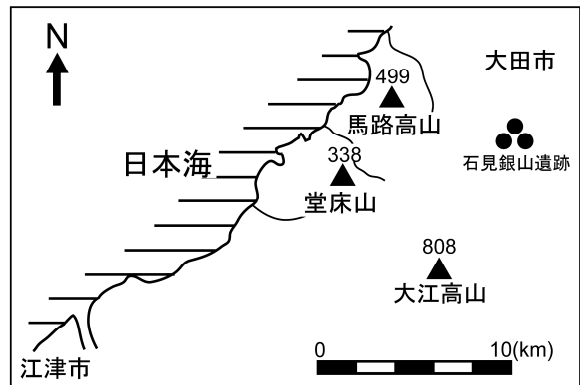 N
499
大田市
馬路高山
石見銀山遺跡
日本海
338
堂床山
808
大江高山
0 10(km)
江津市